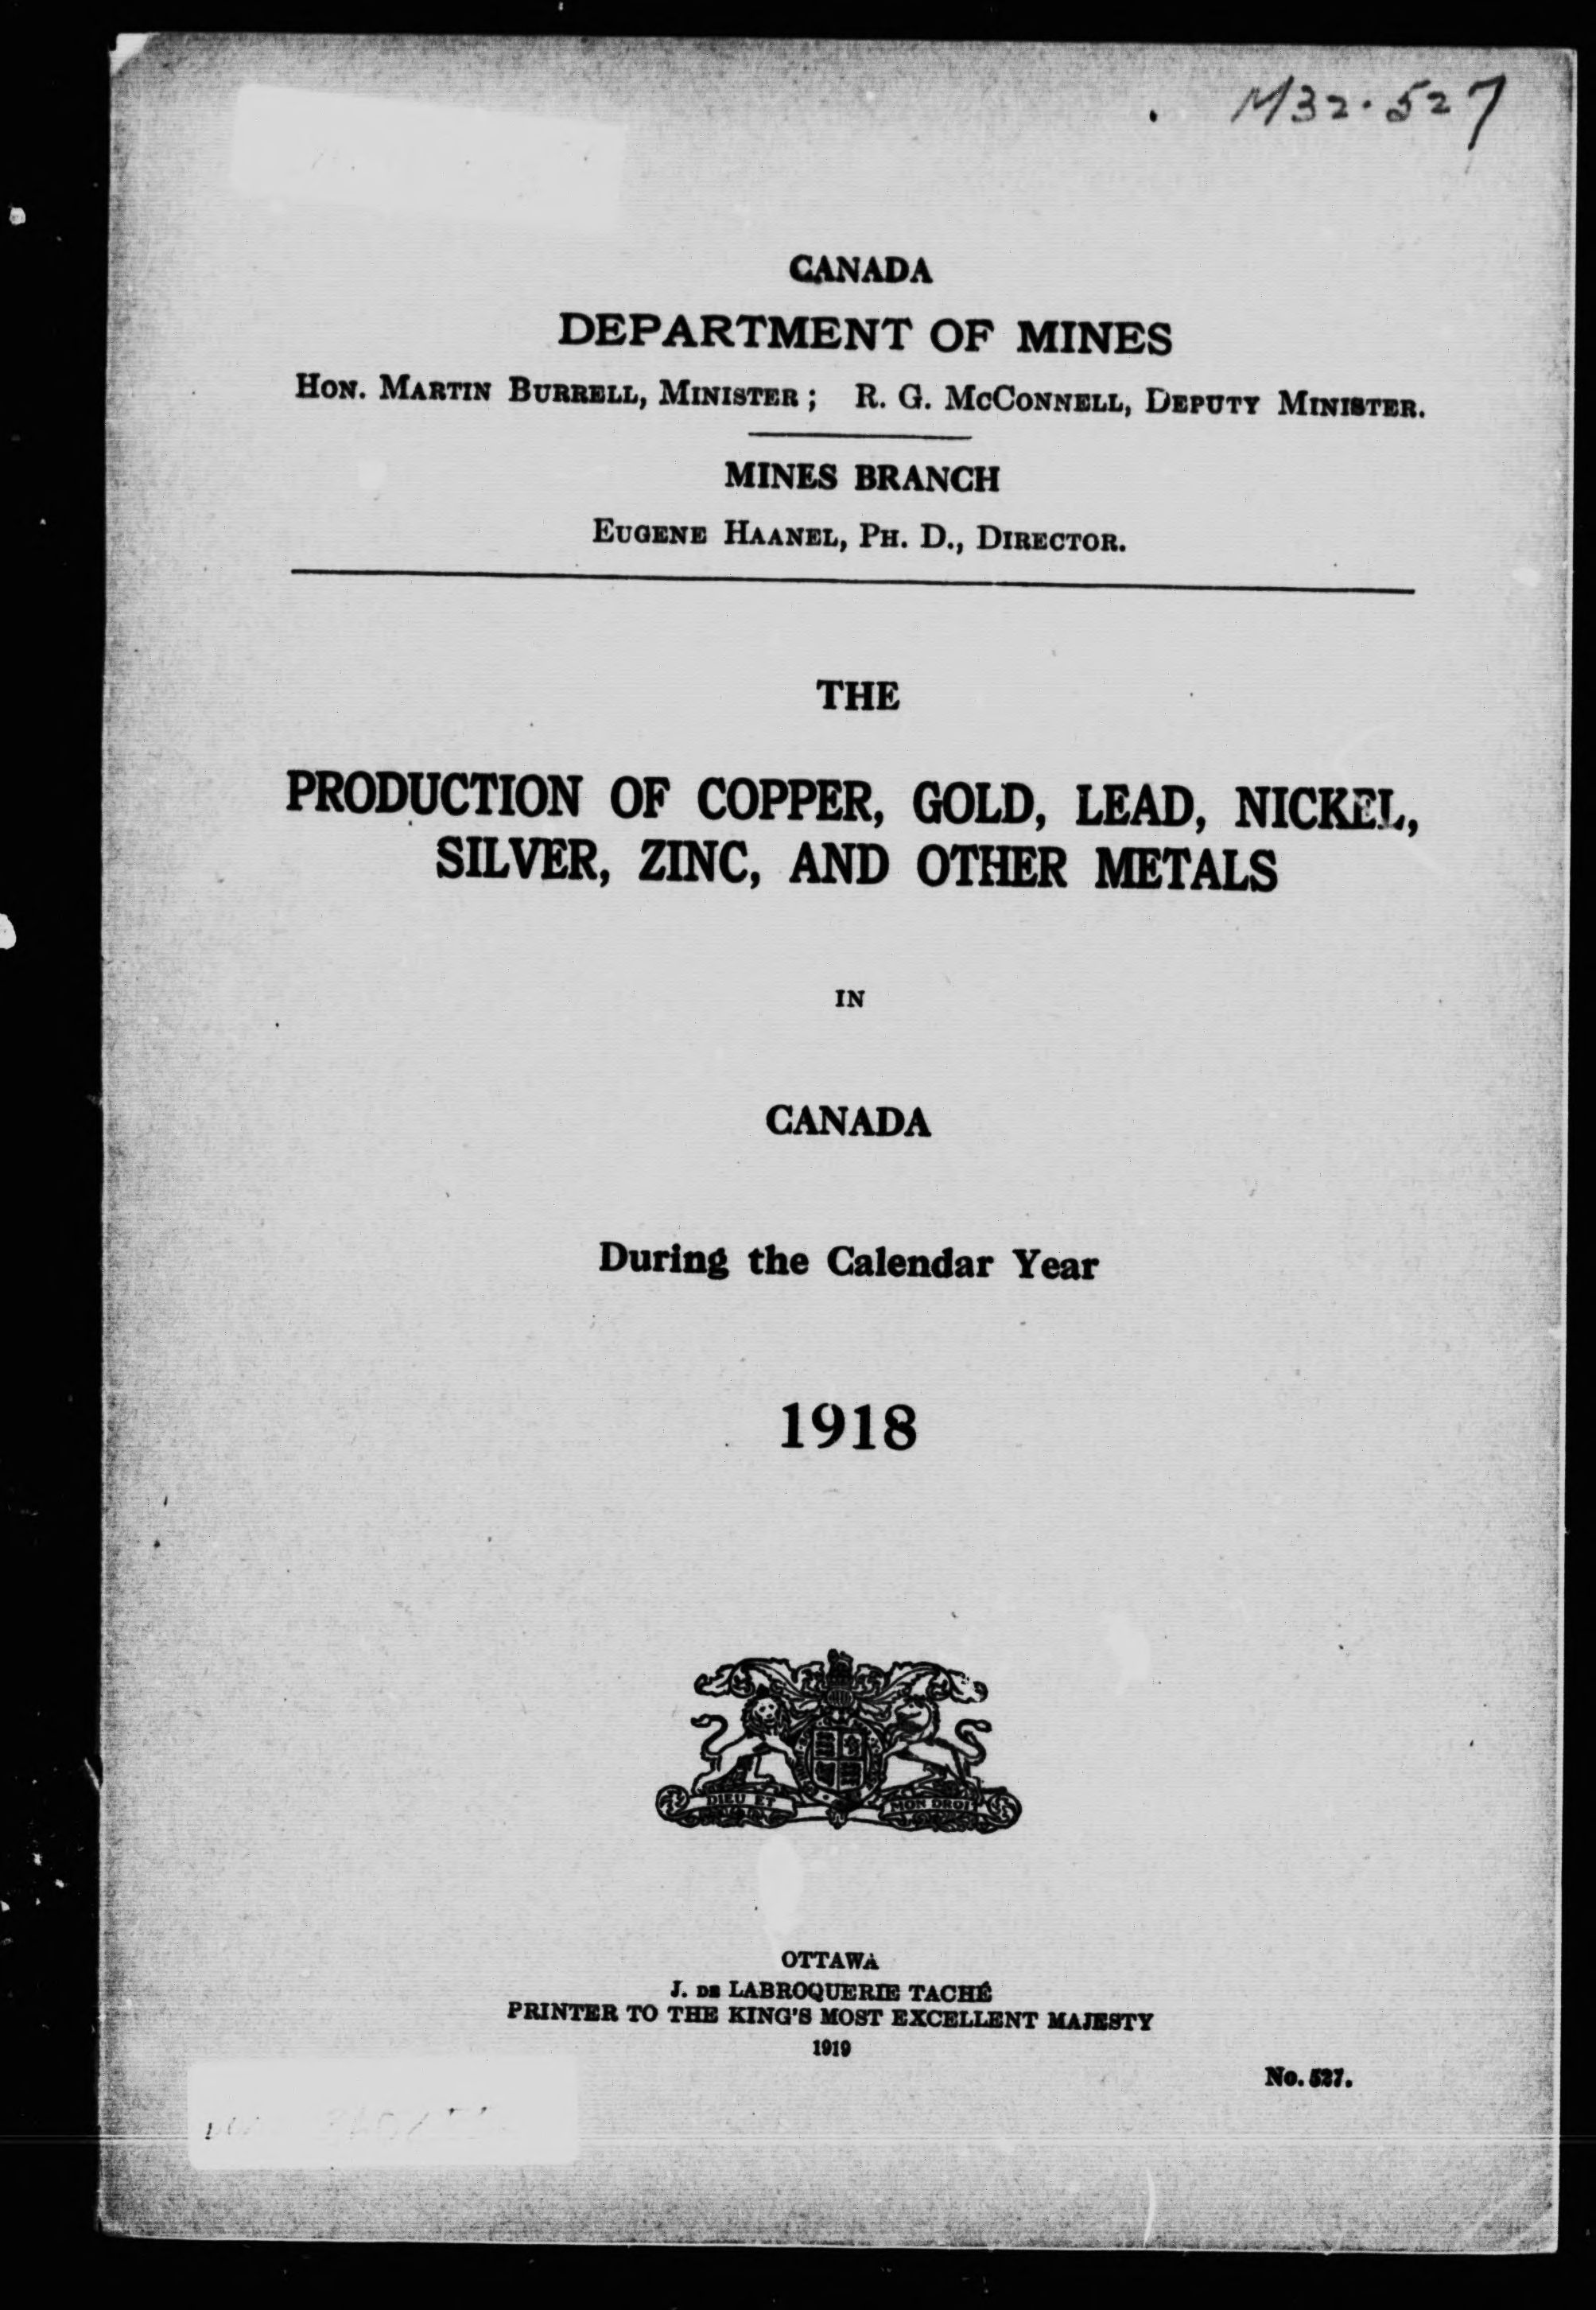 M32.527
CANADA
DEPARTMENT OF MINES
HON. MARTIN BURRELL, MINISTER; R. G. MCCONNELL, DEPUTY MINISTER.
MINES BRANCH
EUGENE HAANEL, PH. D., DIRECTOR.
THE
PRODUCTION OF COPPER, GOLD, LEAD, NICKEL,
SILVER, ZINC, AND OTHER METALS
IN
CANADA
During the Calendar Year
1918
DIEU ET MON DROIT
OTTAWA
J. DE LABROQUERIE TACHÉ
PRINTER TO THE KING'S MOST EXCELLENT MAJESTY
1919
No. 527.